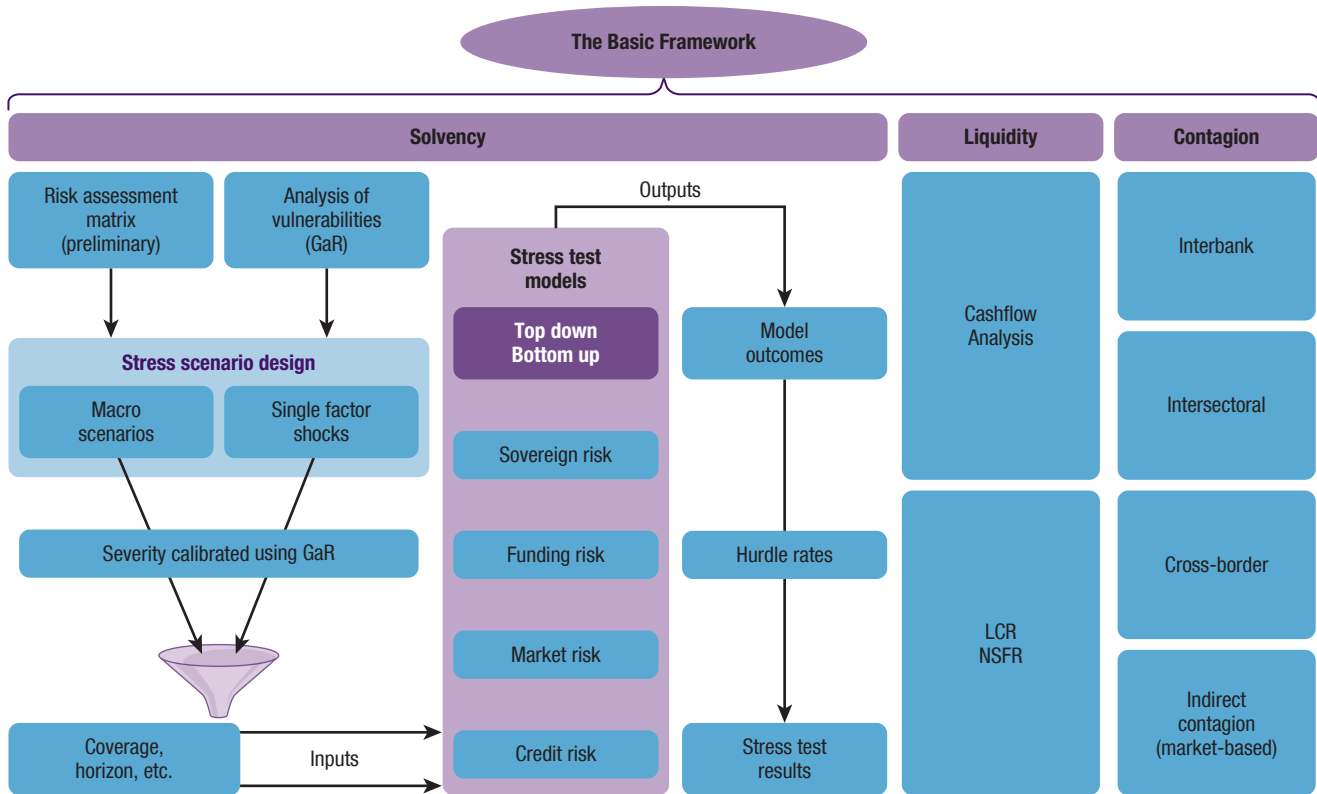 The Basic Framework
Solvency
Liquidity
Contagion
Risk assessment
matrix
(preliminary)
Analysis of
vulnerabilities
(GaR)
Stress scenario design
Macro
scenarios
Single factor
shocks
Severity calibrated using GaR
Coverage,
horizon, etc.
Inputs
Stress test
models
Top down
Bottom up
Sovereign risk
Funding risk
Market risk
Credit risk
Outputs
Model
outcomes
Hurdle rates
Stress test
results
Cashflow
Analysis
LCR
NSFR
Interbank
Intersectoral
Cross-border
Indirect
contagion
(market-based)